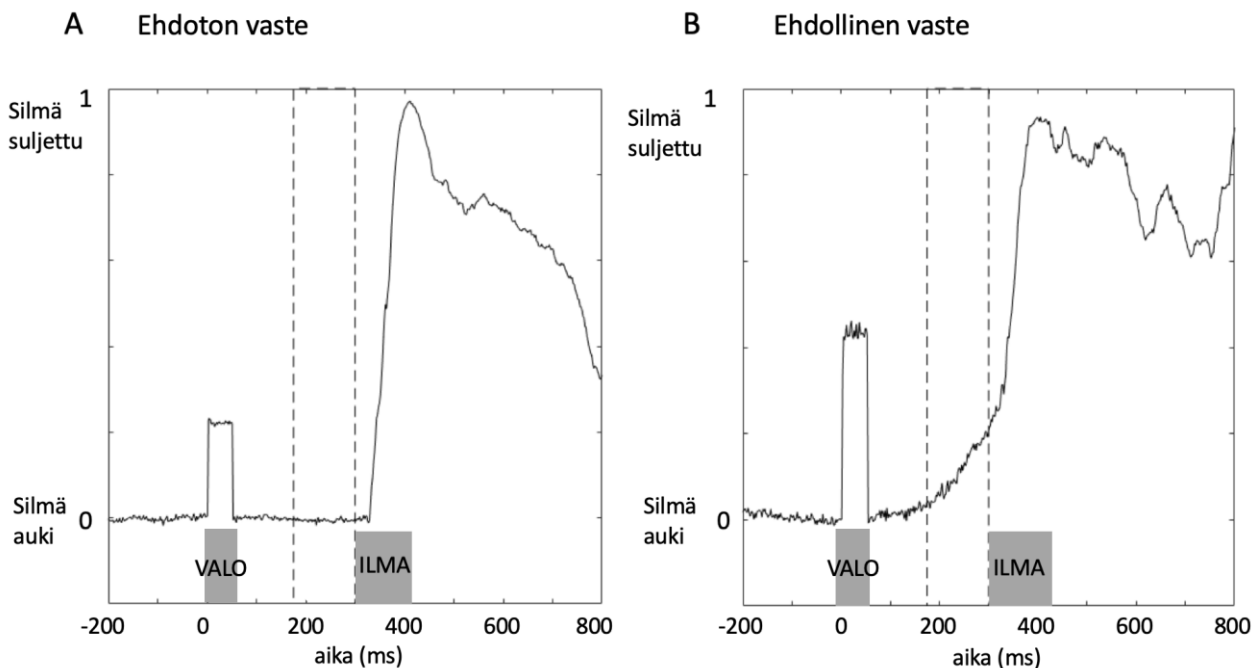 A Ehdoton vaste
Silmä
suljettu
1
Silmä
auki
0
VALO
ILMA
-200 0 200 400 600 800
aika (ms)
B Ehdollinen vaste
Silmä
suljettu
1
Silmä
auki
0
VALO
ILMA
-200 0 200 400 600 800
aika (ms)